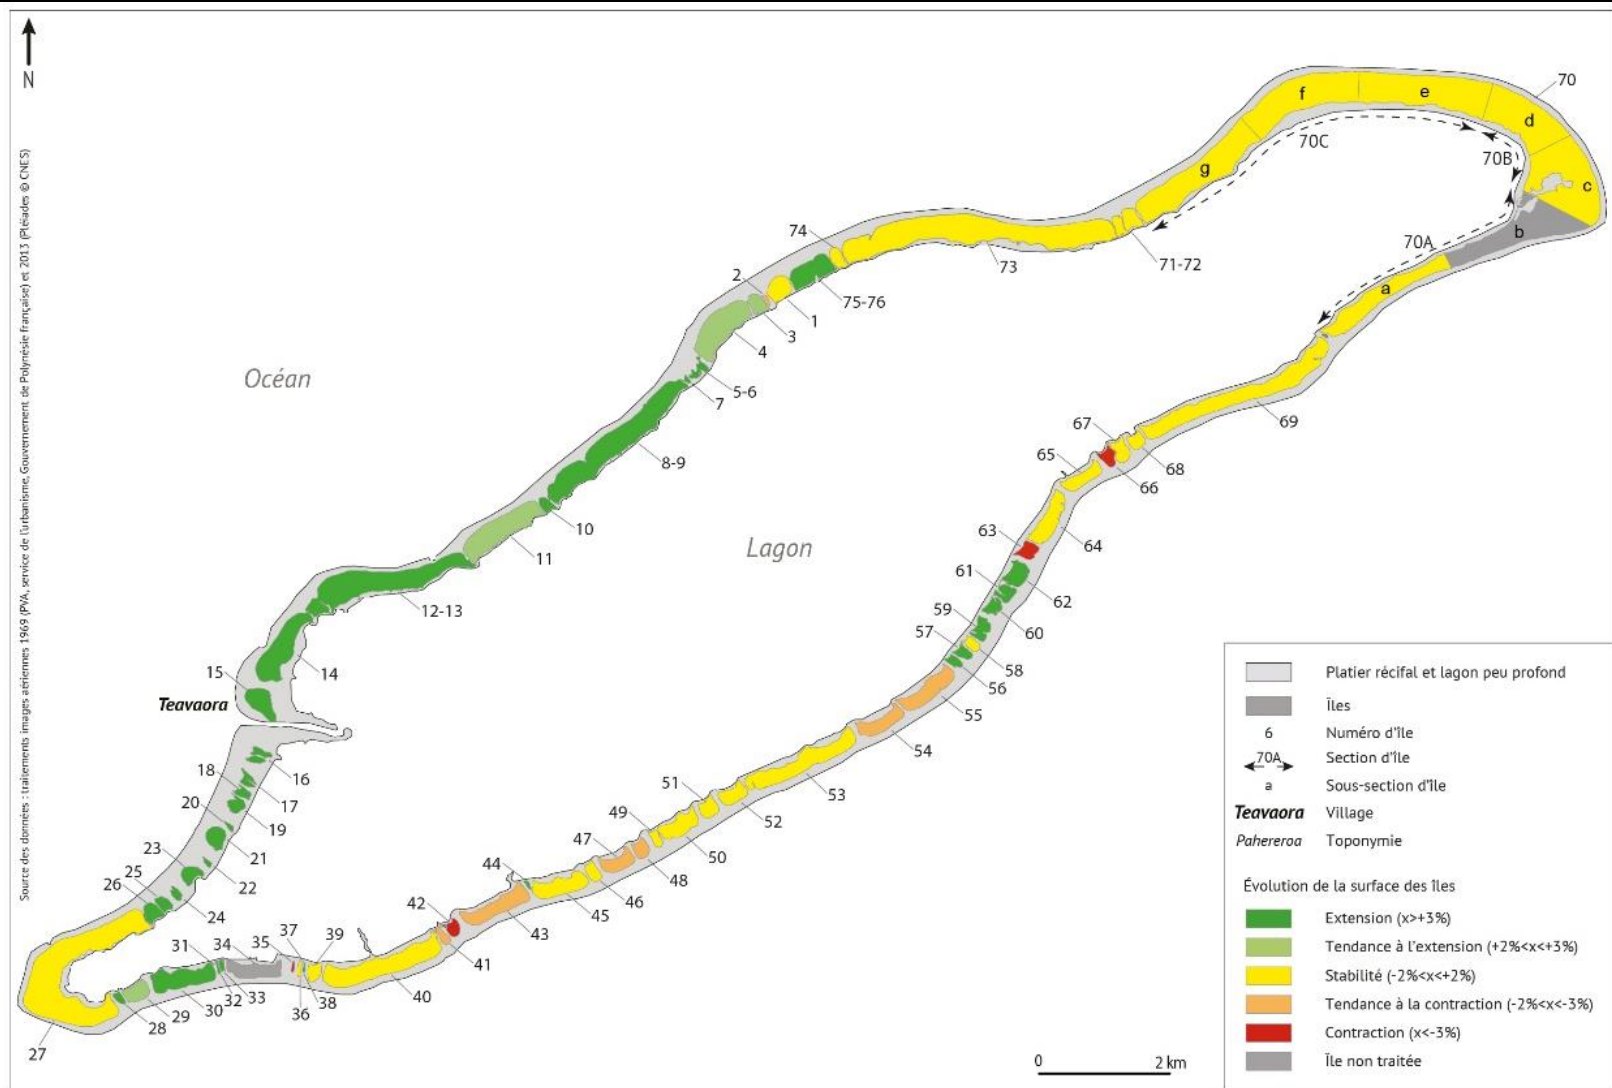 N
Source des données : traitements images aériennes 1969 (PVA, service de l'urbanisme, Gouvernement de Polynésie française) et 2013 (Pléiades © CNES)
Océan
Lagon
Teavaora
70
f
e
d
70C
70B
g
c
74
b
70A
73
71-72
2
a
75-76
1
3
4
5-6
7
67
69
8-9
65
68
66
10
63
64
11
61
62
12-13
59
60
57
58
15
14
56
55
54
16
18
51
53
17
20
49
52
19
47
23
21
50
25
44
22
48
26
46
24
42
45
31
34
35
37
39
43
41
32
33
40
30
38
36
29
28
27
0
2 km
Platier récifal et lagon peu profond
Îles
6
Numéro d'île
70A
Section d'île
a
Sous-section d'île
Teavaora
Village
Pahereroa
Toponymie
Évolution de la surface des îles
Extension (x>+3%)
Tendance à l'extension (+2%<x<+3%)
Stabilité (-2%<x<+2%)
Tendance à la contraction (-2%<x<-3%)
Contraction (x<-3%)
Île non traitée